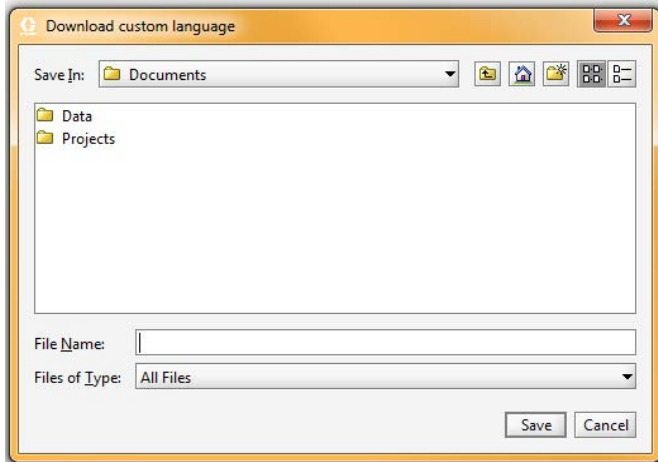 Download custom language
Save In: Documents
Data
Projects
File Name:
Files of Type: All Files
Save Cancel